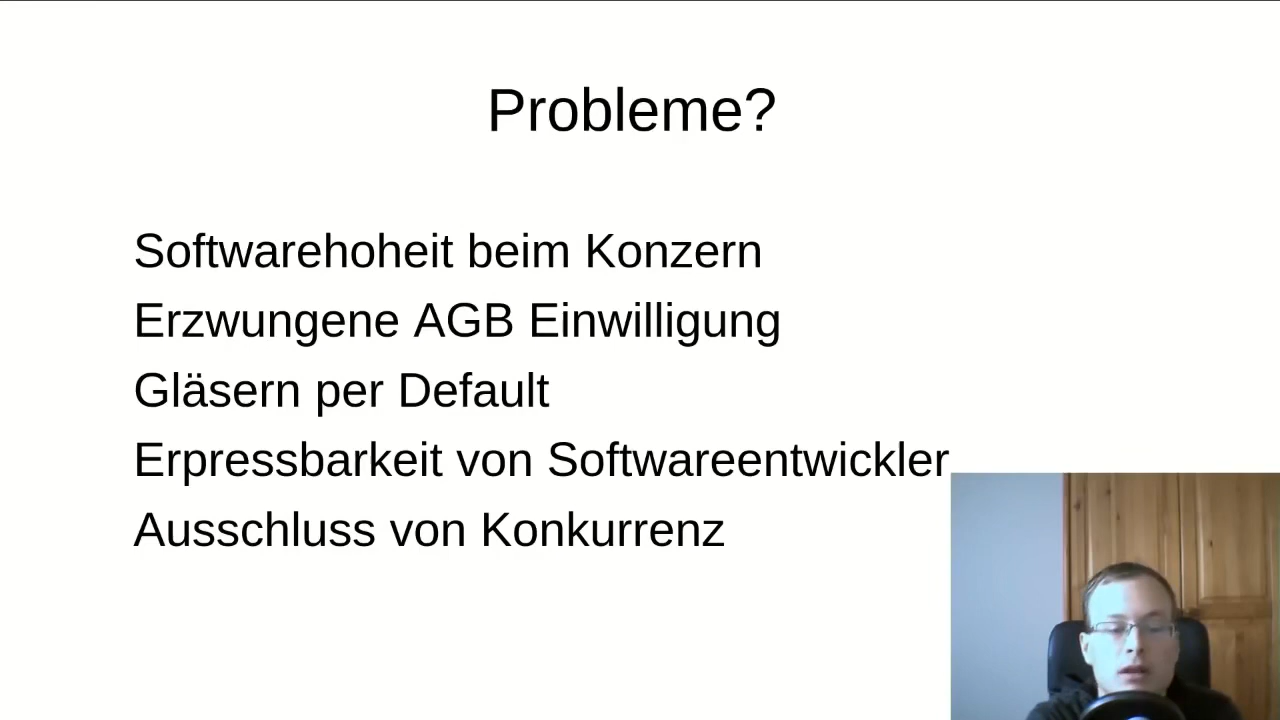 Probleme?
Softwarehoheit beim Konzern
Erzwungene AGB Einwilligung
Gläsern per Default
Erpressbarkeit von Softwareentwickler
Ausschluss von Konkurrenz